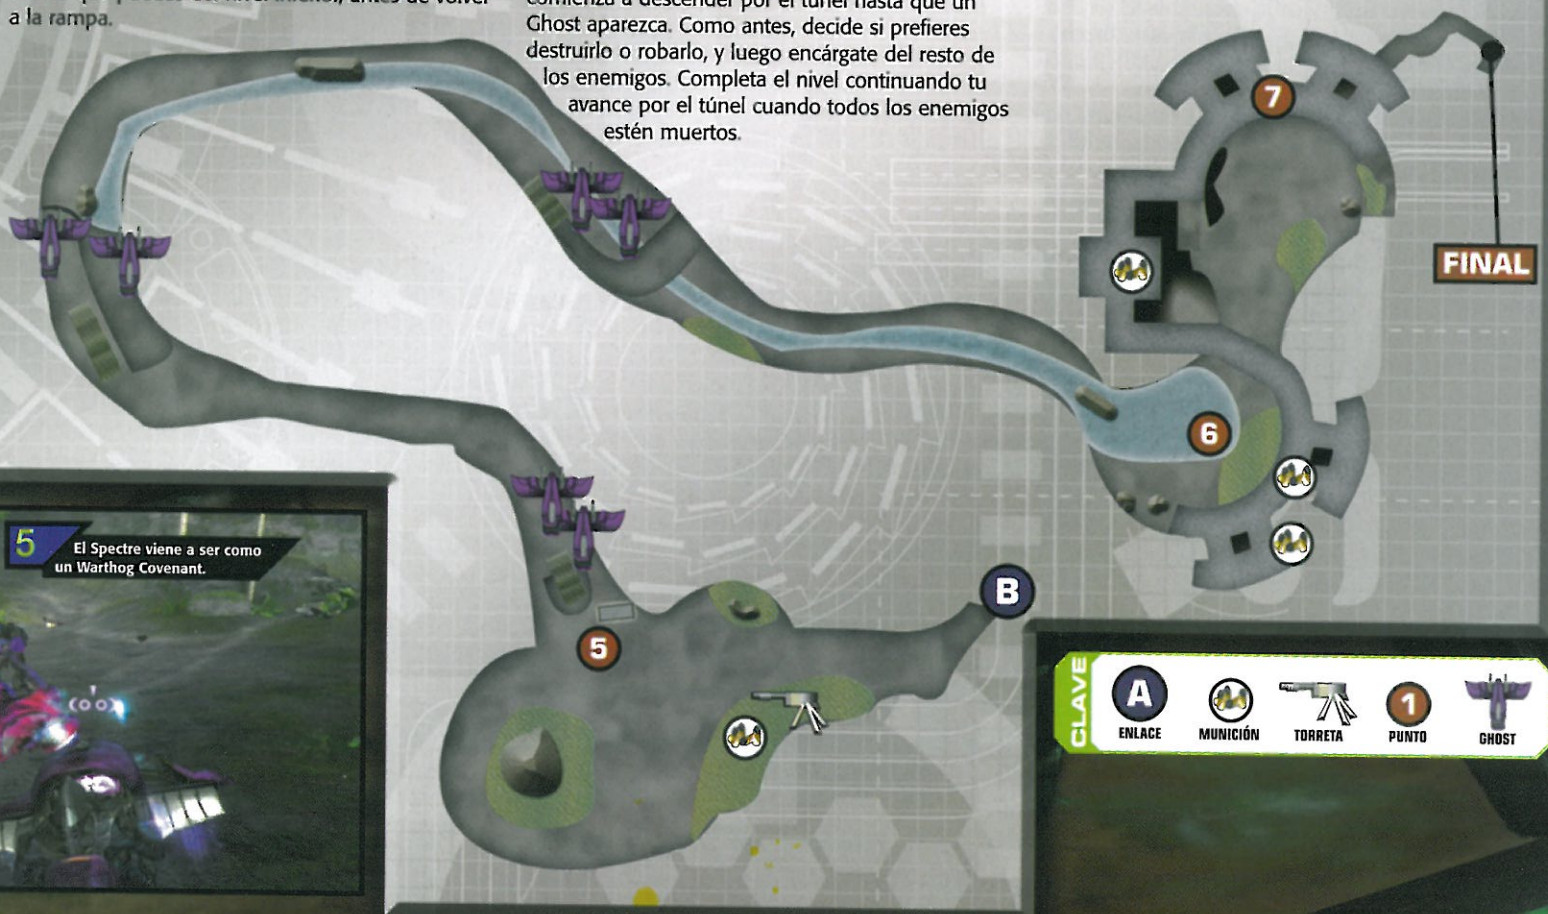 a la rampa.
Ghost aparezca. Como antes, decide si prefieres
destruirlo o robarlo, y luego encárgate del resto de
los enemigos. Completa el nivel continuando tu
avance por el túnel cuando todos los enemigos
estén muertos.
7
FINAL
6
5 El Spectre viene a ser como
un Warthog Covenant.
B
5
CLAVE
A
ENLACE
MUNICIÓN
TORRETA
1
PUNTO
GHOST